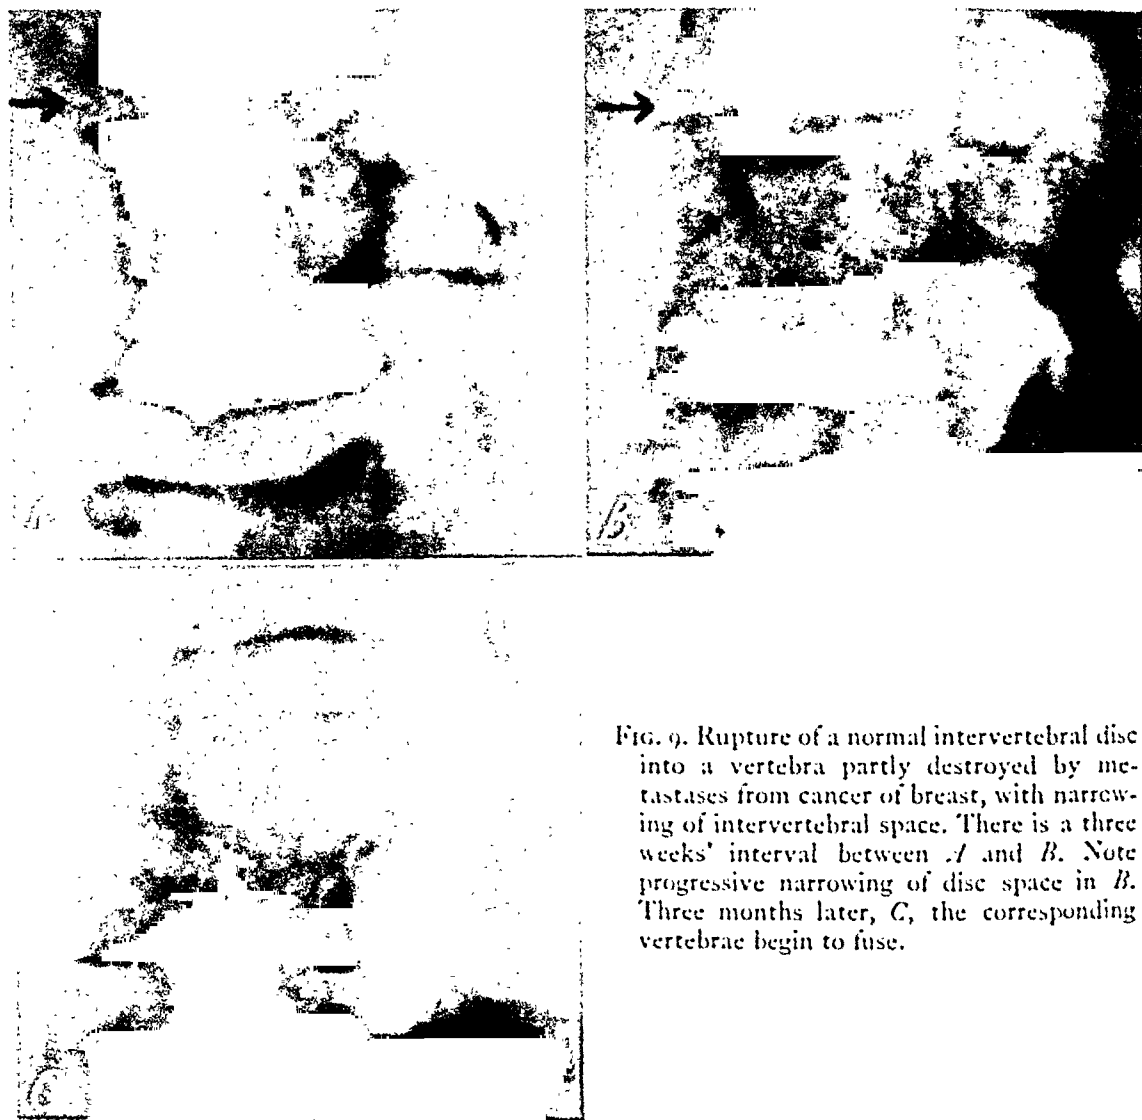 A
B
C
FIG. 9. Rupture of a normal intervertebral disc
into a vertebra partly destroyed by me-
tastases from cancer of breast, with narrow-
ing of intervertebral space. There is a three
weeks' interval between A and B. Note
progressive narrowing of disc space in B.
Three months later, C, the corresponding
vertebrae begin to fuse.